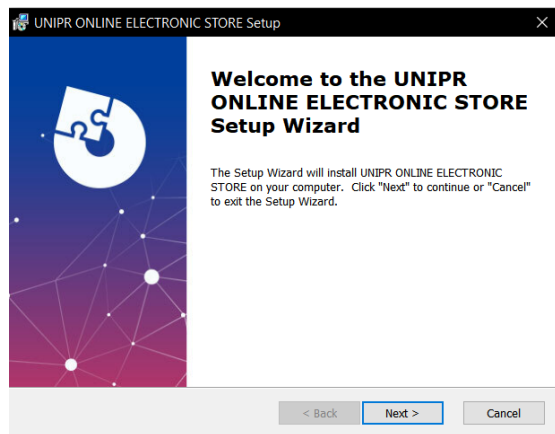 UNIPR ONLINE ELECTRONIC STORE Setup
Welcome to the UNIPR
ONLINE ELECTRONIC STORE
Setup Wizard
The Setup Wizard will install UNIPR ONLINE ELECTRONIC
STORE on your computer.  Click "Next" to continue or "Cancel"
to exit the Setup Wizard.
< Back
Next >
Cancel